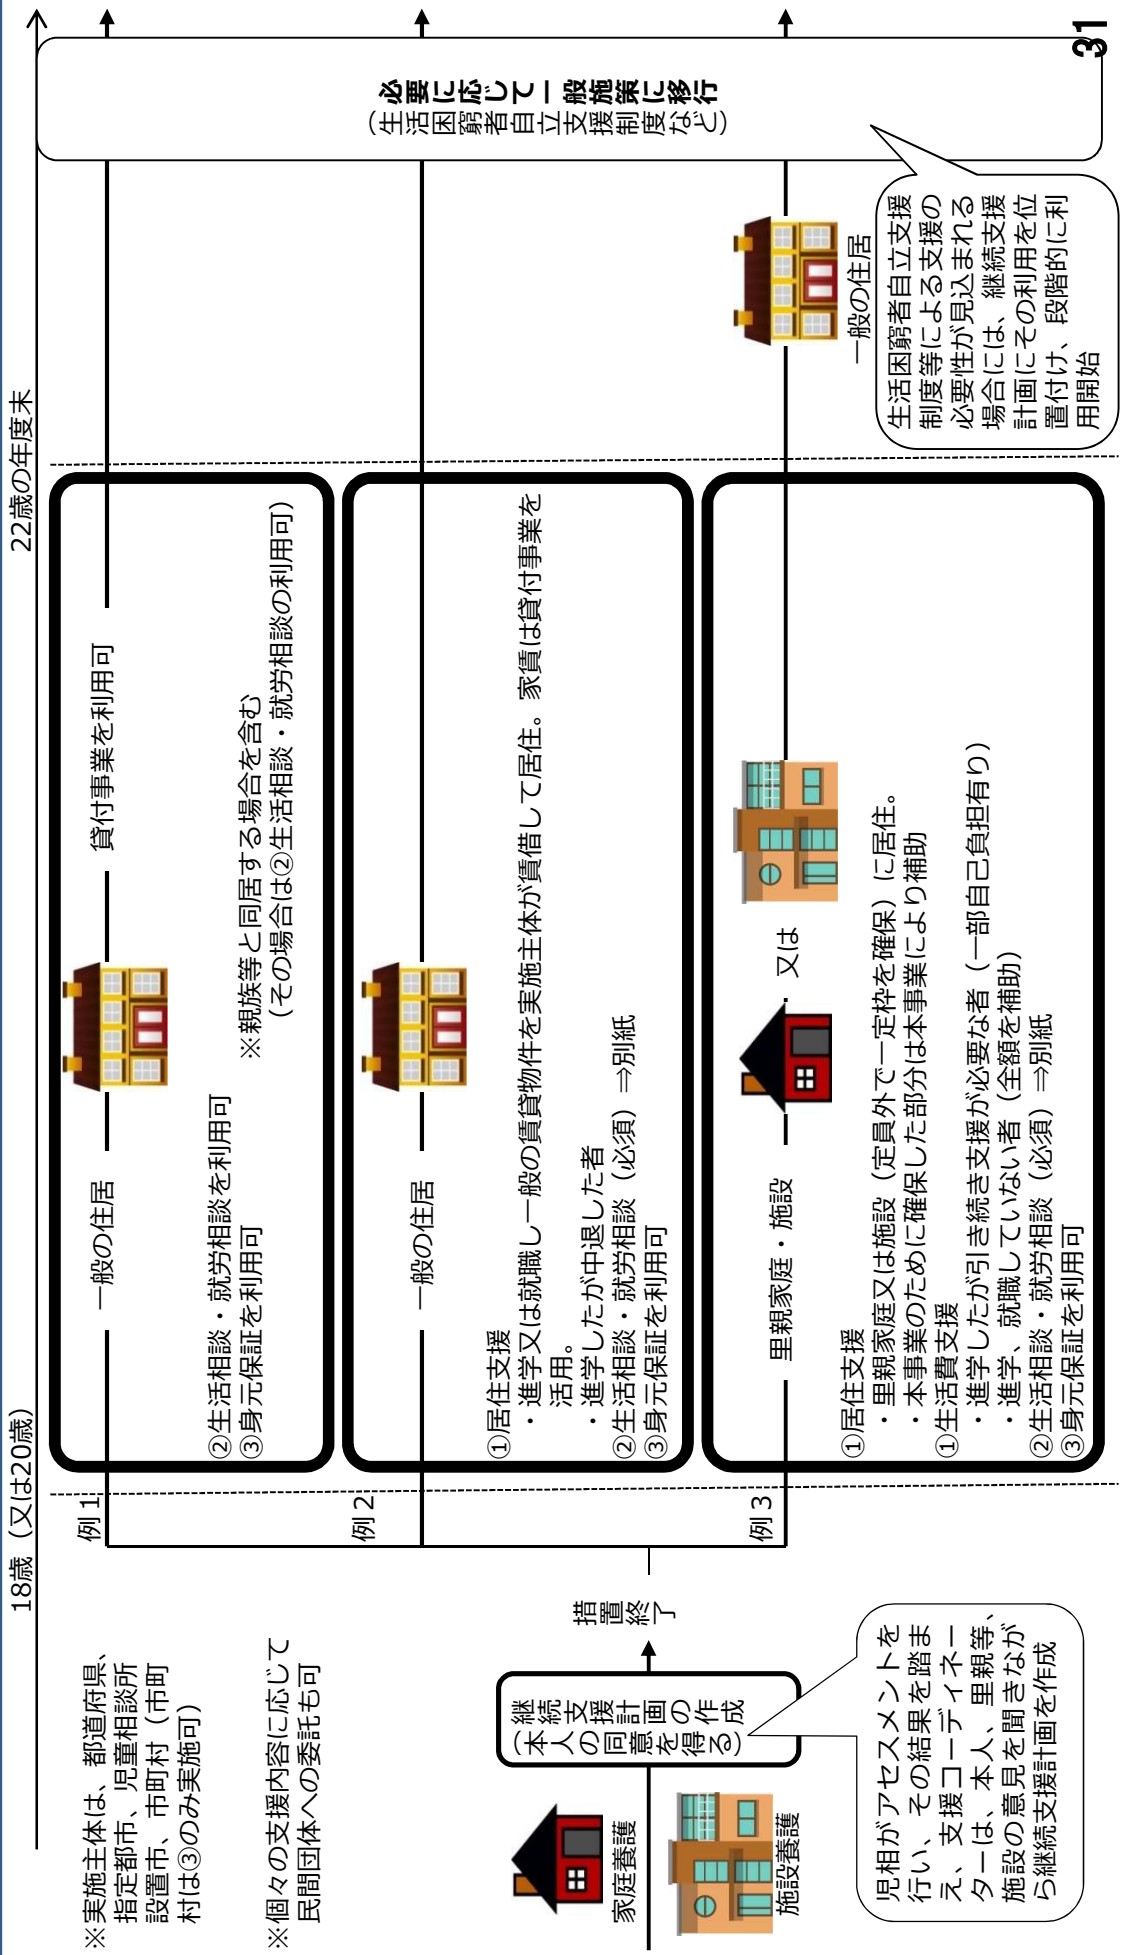 18歳（又は20歳）
22歳の年度末
※実施主体は、都道府県、
指定都市、児童相談所
設置市、市町村（市町
村は③のみ実施可）
※個々の支援内容に応じて
民間団体への委託も可
家庭養護
施設養護
継続支援計画の作成
（本人の同意を得る）
児相がアセスメントを
行い、その結果を踏ま
え、支援コーディネー
ターは、本人、里親等、
施設の意見を聞きなが
ら継続支援計画を作成
措置終了
例１
一般の住居
貸付事業を利用可
②生活相談・就労相談を利用可
③身元保証を利用可
※親族等と同居する場合を含む
（その場合は②生活相談・就労相談の利用可）
例２
一般の住居
①居住支援
・進学又は就職し一般の賃貸物件を実施主体が賃借して居住。家賃は貸付事業を
活用。
・進学したが中退した者
②生活相談・就労相談（必須）⇒別紙
③身元保証を利用可
例３
里親家庭・施設
又は
①居住支援
・里親家庭又は施設（定員外で一定枠を確保）に居住。
・本事業のために確保した部分は本事業により補助
①生活費支援
・進学したが引き続き支援が必要な者（一部自己負担有り）
・進学、就職していない者（全額を補助）
②生活相談・就労相談（必須）⇒別紙
③身元保証を利用可
一般の住居
必要に応じて一般施策に移行
（生活困窮者自立支援制度など）
生活困窮者自立支援
制度等による支援の
必要性が見込まれる
場合には、継続支援
計画にその利用を位
置付け、段階的に利
用開始
31